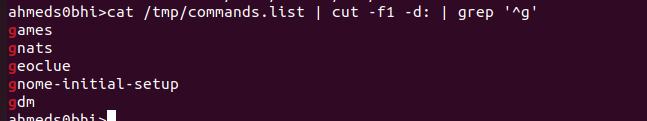 ahmeds0bhi>cat /tmp/commands.list | cut -f1 -d: | grep '^g'
games
gnats
geoclue
gnome-initial-setup
gdm
ahmeds0bhi>